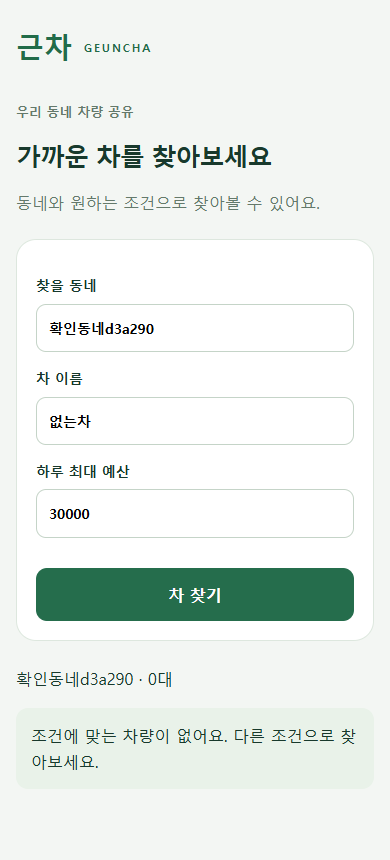 근차 GEUNCHA
우리 동네 차량 공유
가까운 차를 찾아보세요
동네와 원하는 조건으로 찾아볼 수 있어요.
찾을 동네
확인동네d3a290
차 이름
없는차
하루 최대 예산
30000
차 찾기
확인동네d3a290 · 0대
조건에 맞는 차량이 없어요. 다른 조건으로 찾
아보세요.